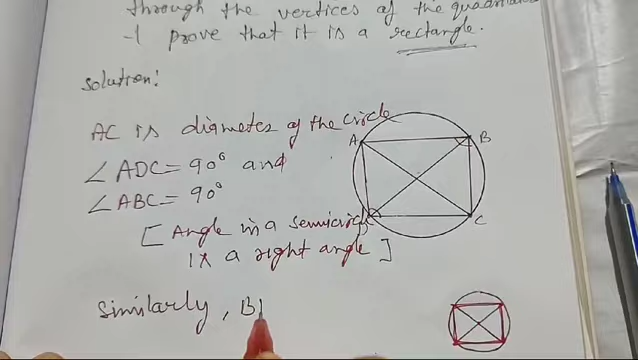 through the vertices of the
- I prove that it is a rectangle.
solution:
AC is diameter of the circle
∠ADC = 90° and
∠ABC = 90°
[ Angle in a semicircle
is a right angle ]
similarly, B
A
B
C